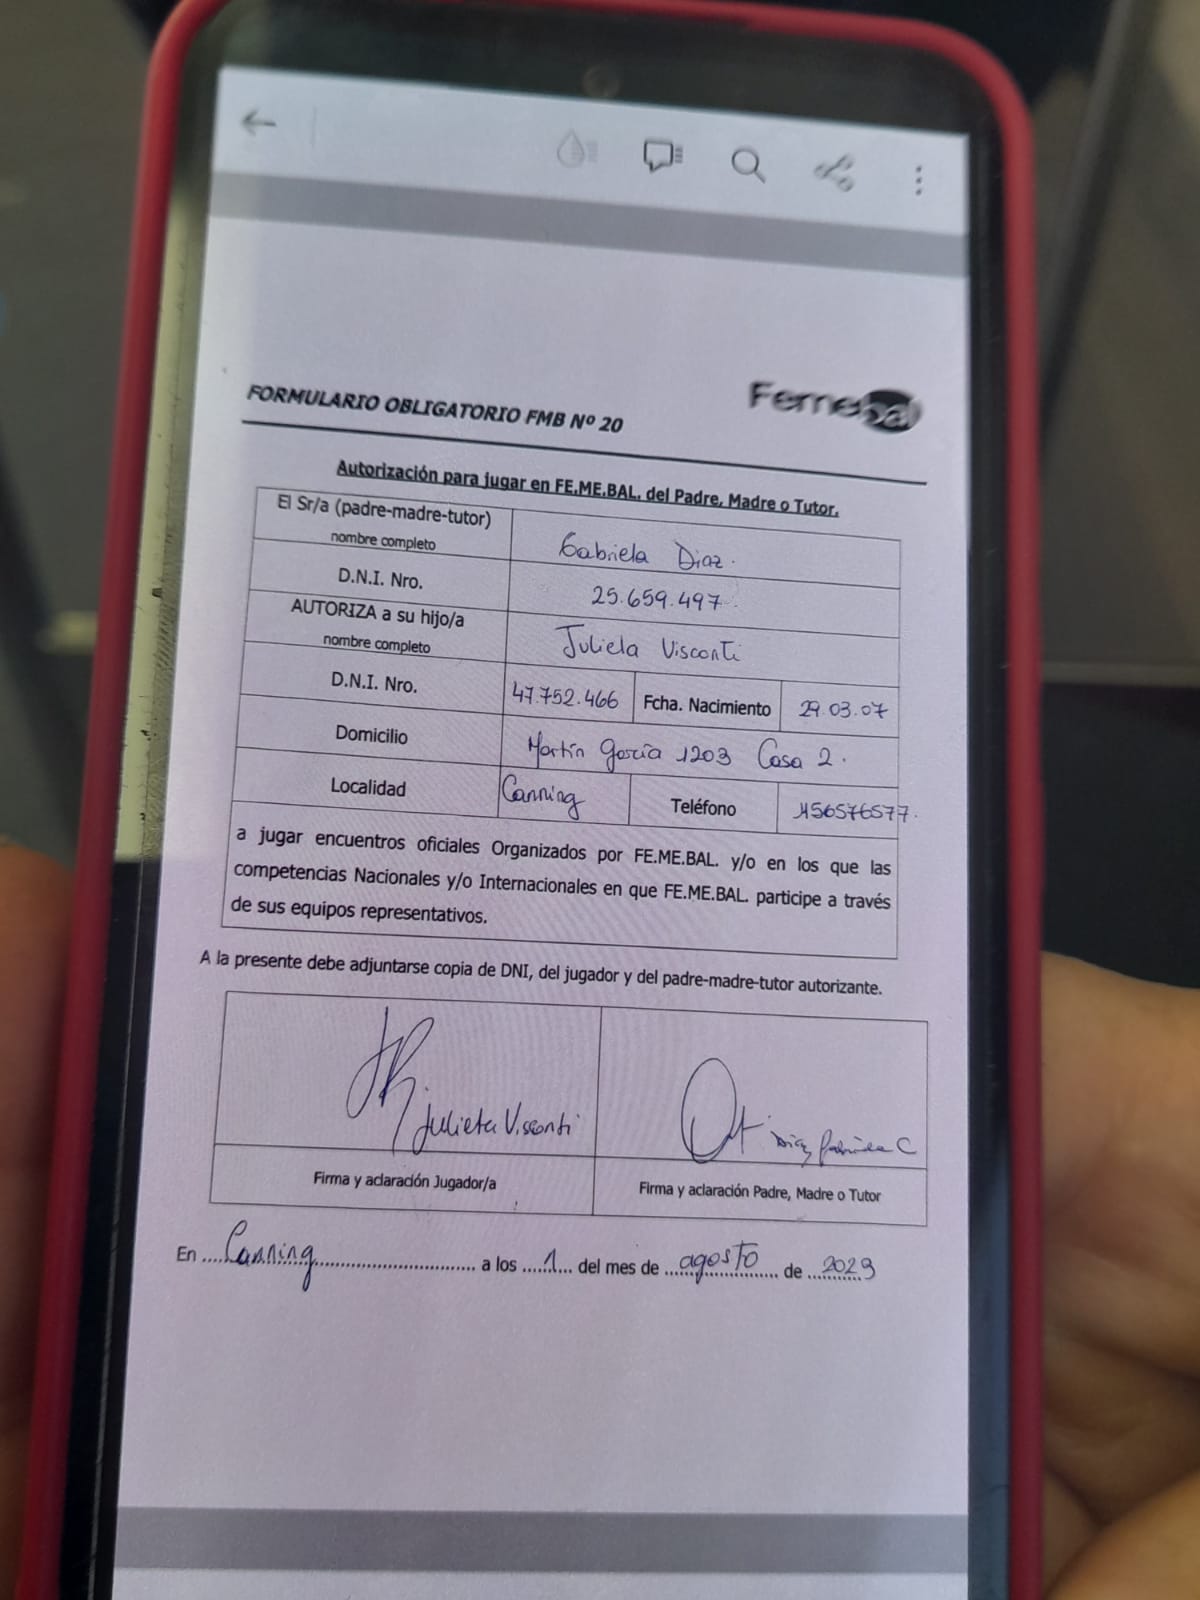 FORMULARIO OBLIGATORIO FMB Nº 20
Femebal
Autorización para jugar en FE.ME.BAL. del Padre, Madre o Tutor.
El Sr/a (padre-madre-tutor)
nombre completo
Gabriela Diaz.
D.N.I. Nro.
25.659.497
AUTORIZA a su hijo/a
nombre completo
Julieta Visconti
D.N.I. Nro.
47.752.466
Fcha. Nacimiento
29.03.07
Domicilio
Martín García 1203 Casa 2.
Localidad
Canning
Teléfono
a jugar encuentros oficiales Organizados por FE.ME.BAL. y/o en los que las
competencias Nacionales y/o Internacionales en que FE.ME.BAL. participe a través
de sus equipos representativos.
A la presente debe adjuntarse copia de DNI, del jugador y del padre-madre-tutor autorizante.
Julieta Visconti
Diaz Gabriela C
Firma y aclaración Jugador/a
Firma y aclaración Padre, Madre o Tutor
En ....Canning.................................. a los ......1.... del mes de ...agosto... de ...2023